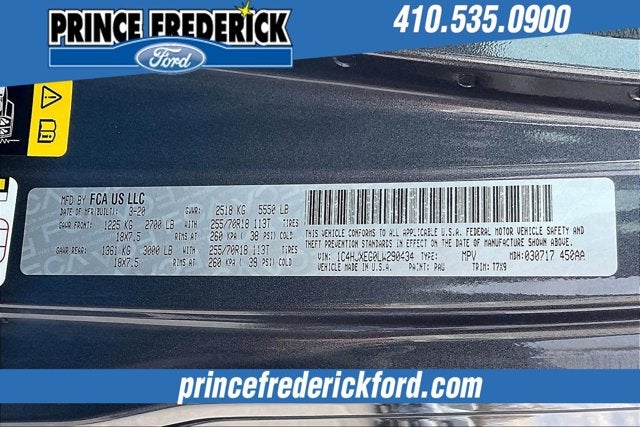 PRINCE FREDERICK
Ford
410.535.0900
MFD BY FCA US LLC
DATE OF MFR/BUILT: 3-20 GVWR: 2518 KG 5550 LB
GAWR FRONT: 1225 KG 2700 LB WITH 255/70R18 113T TIRES
18X7.5 RIMS AT 260 KPA ( 38 PSI) COLD
GAWR REAR: 1361 KG 3000 LB WITH 255/70R18 113T TIRES
18X7.5 RIMS AT 260 KPA ( 38 PSI) COLD
THIS VEHICLE CONFORMS TO ALL APPLICABLE U.S.A. FEDERAL MOTOR VEHICLE SAFETY
AND THEFT PREVENTION STANDARDS IN EFFECT ON THE DATE OF MANUFACTURE SHOWN ABOVE.
VIN: 1C4HJXEG0LW290434 TYPE: MPV MDH: 030717 450AA
VEHICLE MADE IN U.S.A. PAINT: PAU TRIM: T7X9
princefrederickford.com